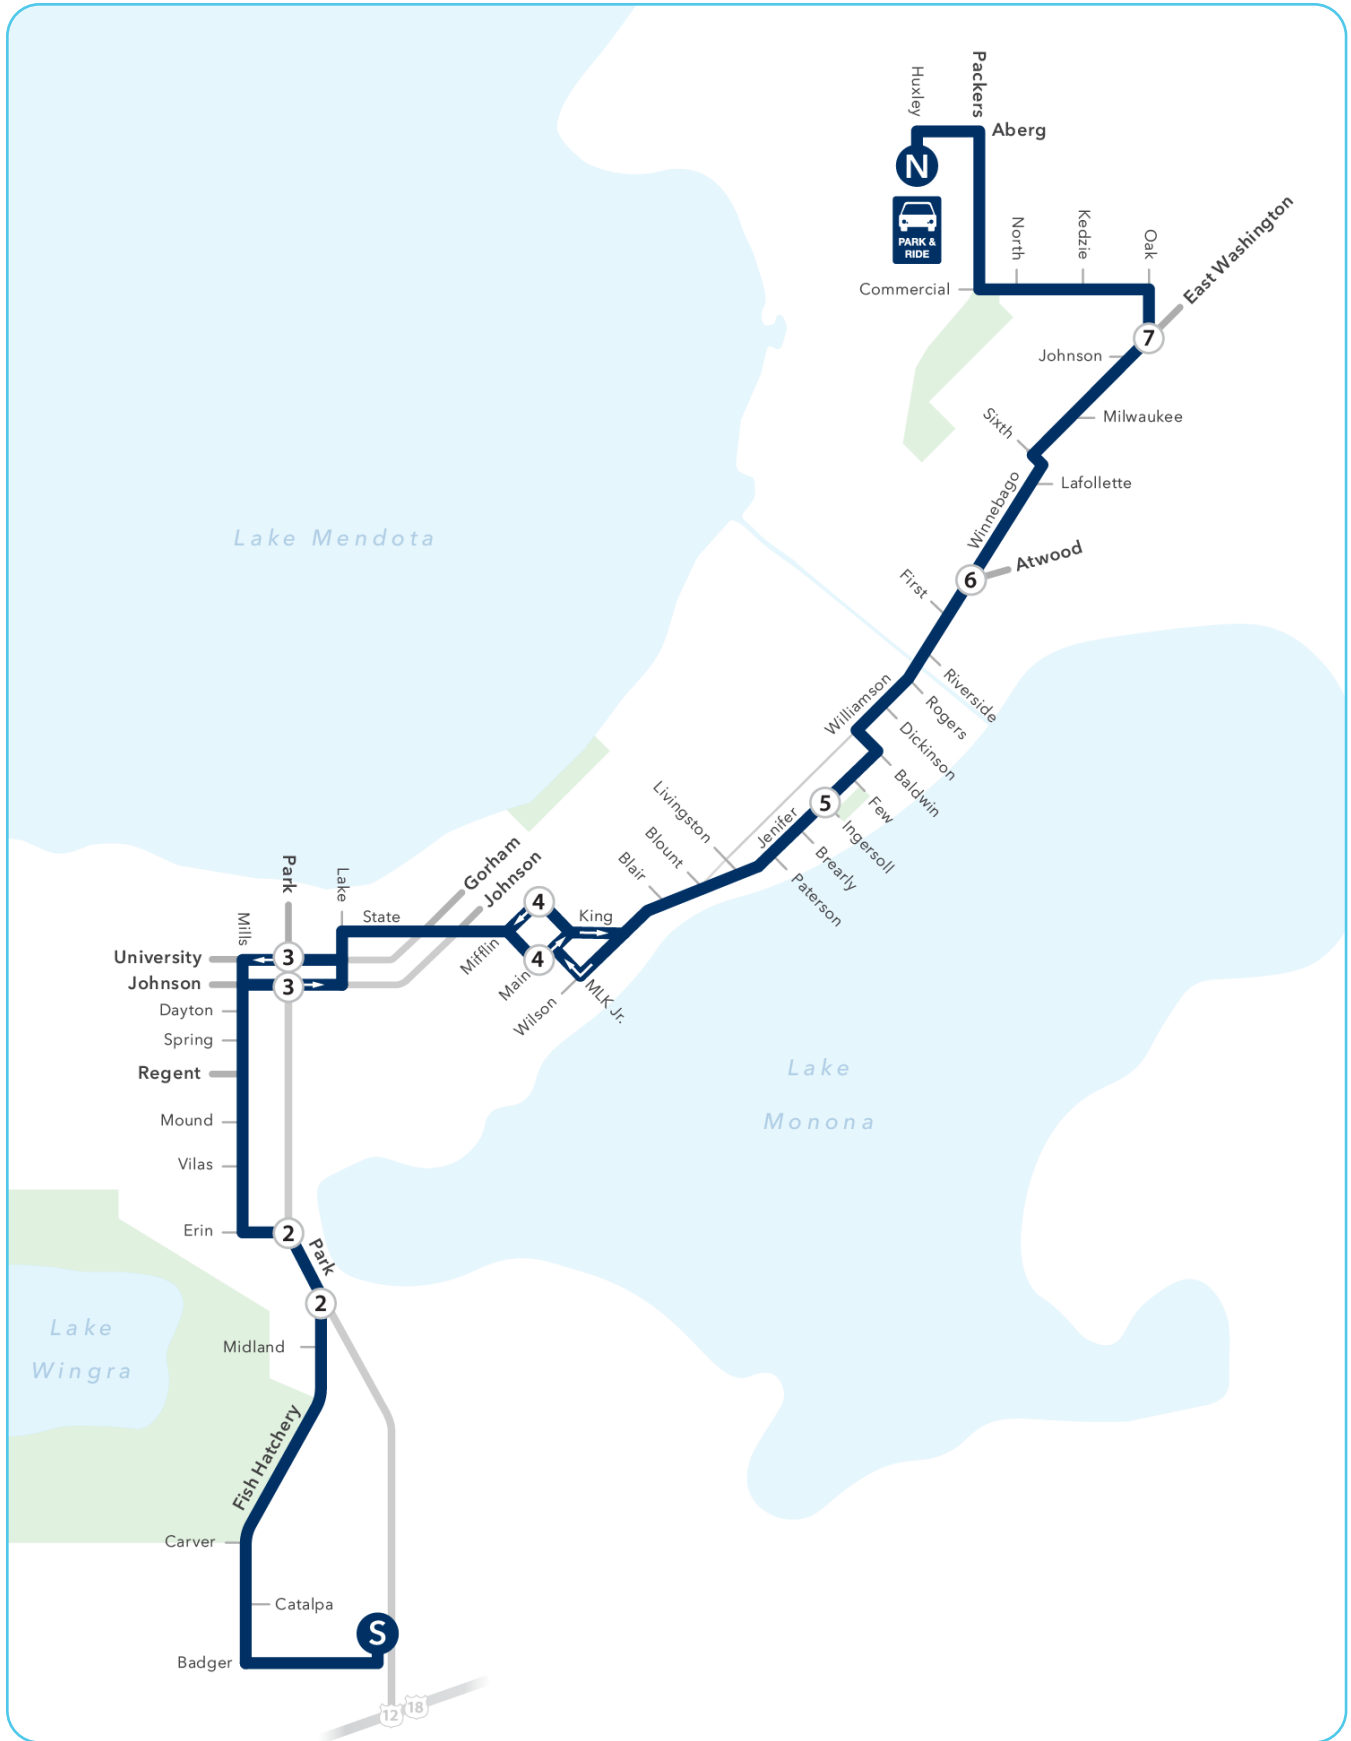 Huxley
Packers
Aberg
N
PARK &
RIDE
North
Kedzie
Oak
East Washington
Commercial
7
Johnson
Milwaukee
Sixth
Lafollette
Winnebago
Lake Mendota
Atwood
6
First
Riverside
Rogers
Williamson
Dickinson
Baldwin
Few
5
Ingersoll
Livingston
Jenifer
Brearly
Blount
Paterson
Blair
Gorham
Johnson
Park
Lake
4
King
State
Mills
Mifflin
University
3
4
Main
Johnson
3
MLK Jr.
Wilson
Dayton
Spring
Regent
Lake
Monona
Mound
Vilas
Erin
2
Park
2
Lake
Wingra
Midland
Fish Hatchery
Carver
Catalpa
S
Badger
12
18